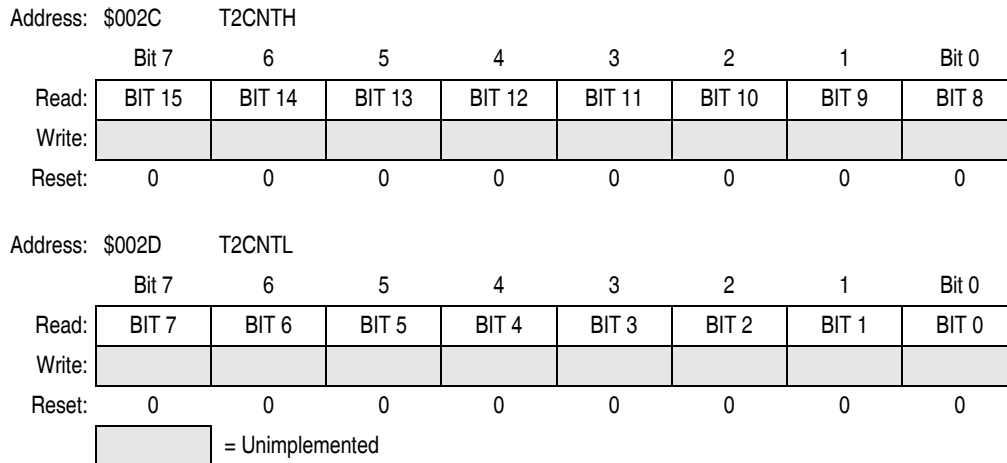 Address: $002C T2CNTH
Bit 7 6 5 4 3 2 1 Bit 0
Read: BIT 15 BIT 14 BIT 13 BIT 12 BIT 11 BIT 10 BIT 9 BIT 8
Write:
Reset: 0 0 0 0 0 0 0 0
Address: $002D T2CNTL
Bit 7 6 5 4 3 2 1 Bit 0
Read: BIT 7 BIT 6 BIT 5 BIT 4 BIT 3 BIT 2 BIT 1 BIT 0
Write:
Reset: 0 0 0 0 0 0 0 0
= Unimplemented